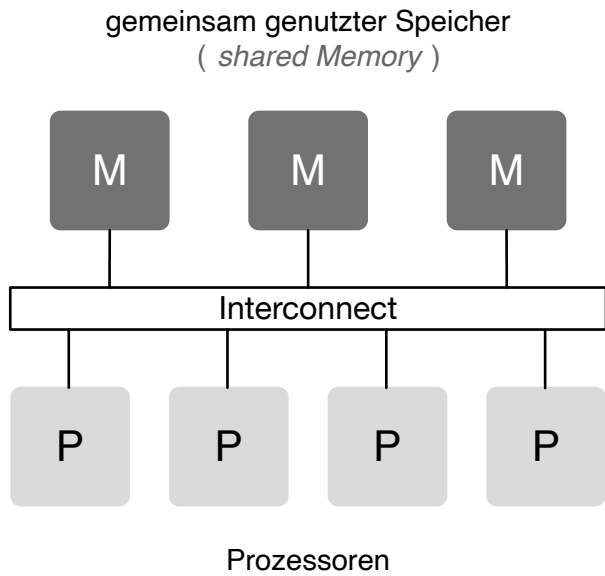 gemeinsam genutzter Speicher
( shared Memory )
M M M
Interconnect
P P P P
Prozessoren